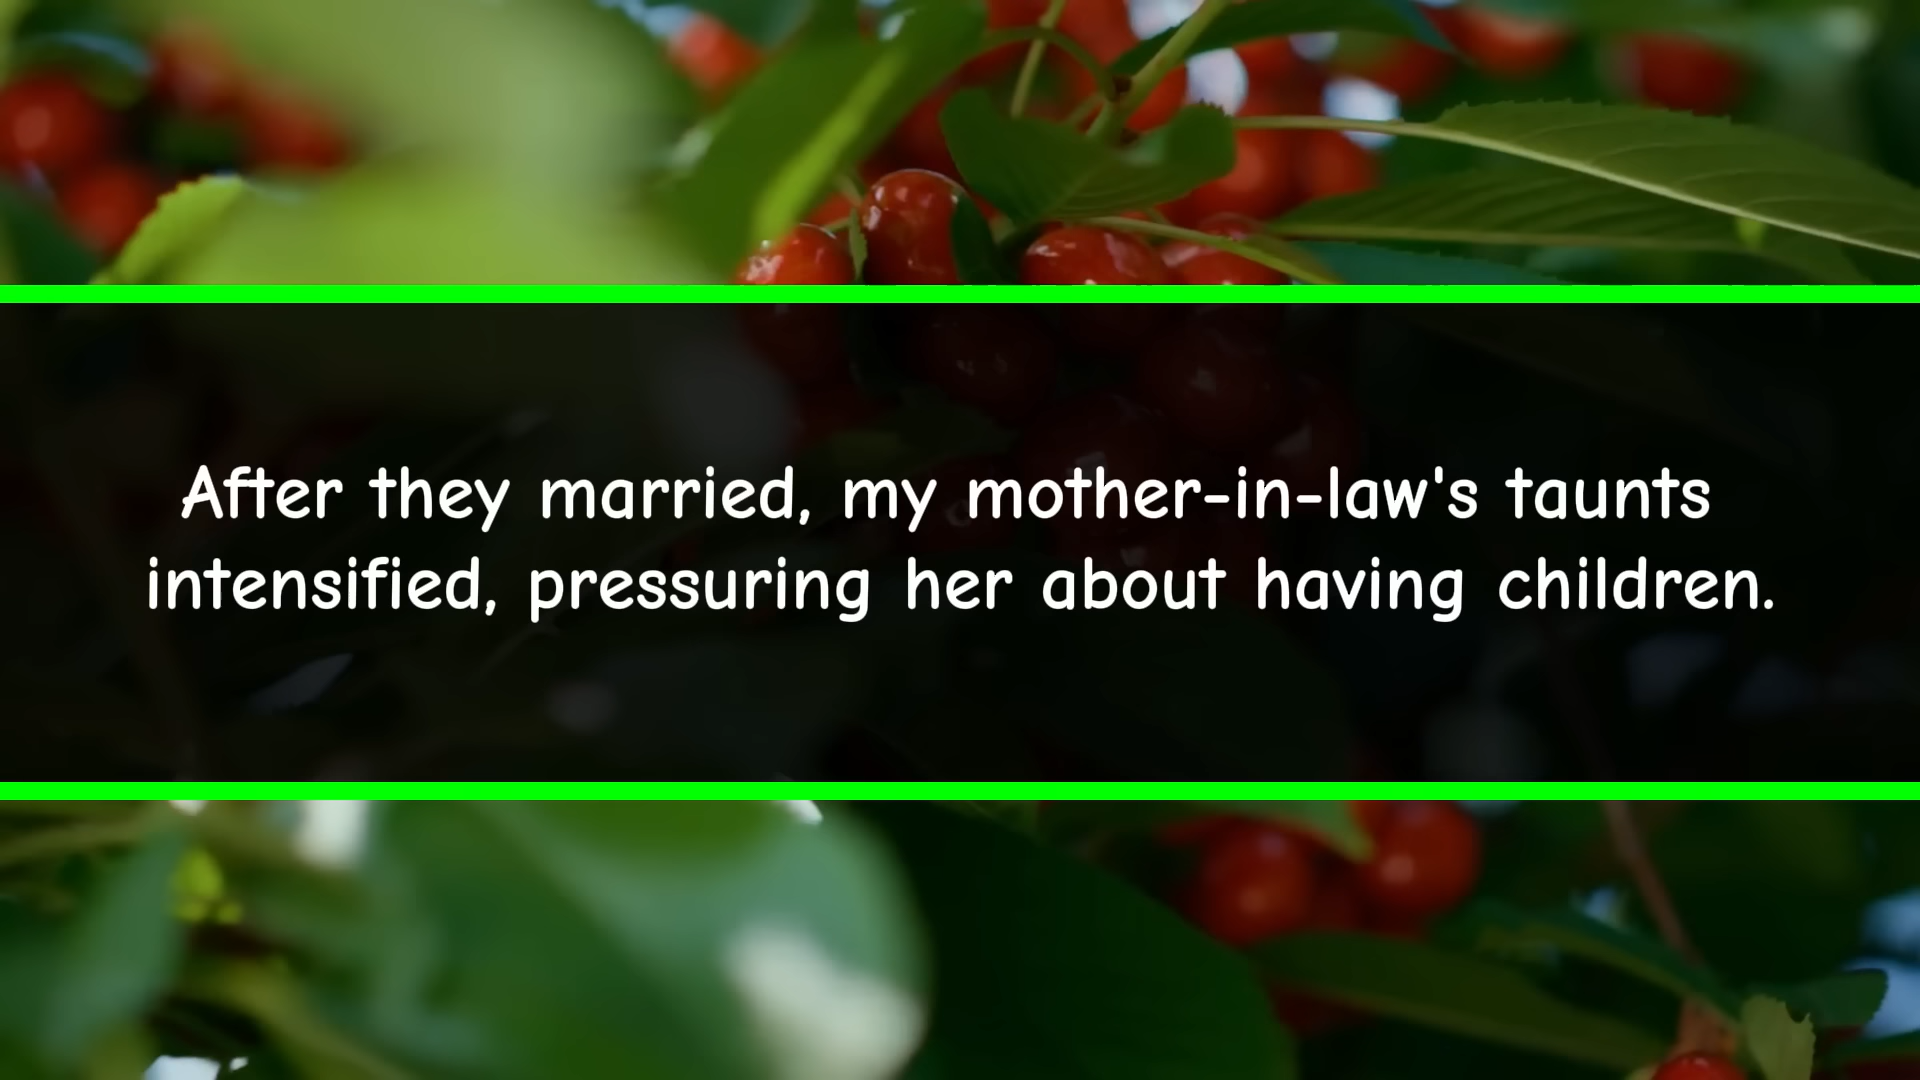 After they married, my mother-in-law's taunts
intensified, pressuring her about having children.